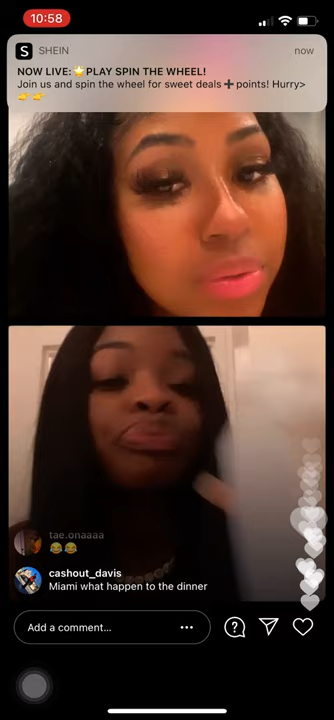 10:58
SHEIN
now
NOW LIVE: 🌟PLAY SPIN THE WHEEL!
Join us and spin the wheel for sweet deals ➕ points! Hurry>
👉 👉
tae.onaaaa
😂😂
cashout_davis
Miami what happen to the dinner
Add a comment...